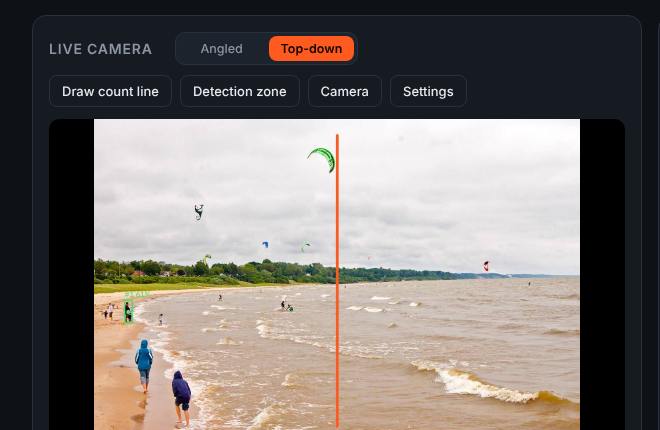 LIVE CAMERA
Angled
Top-down
Draw count line
Detection zone
Camera
Settings